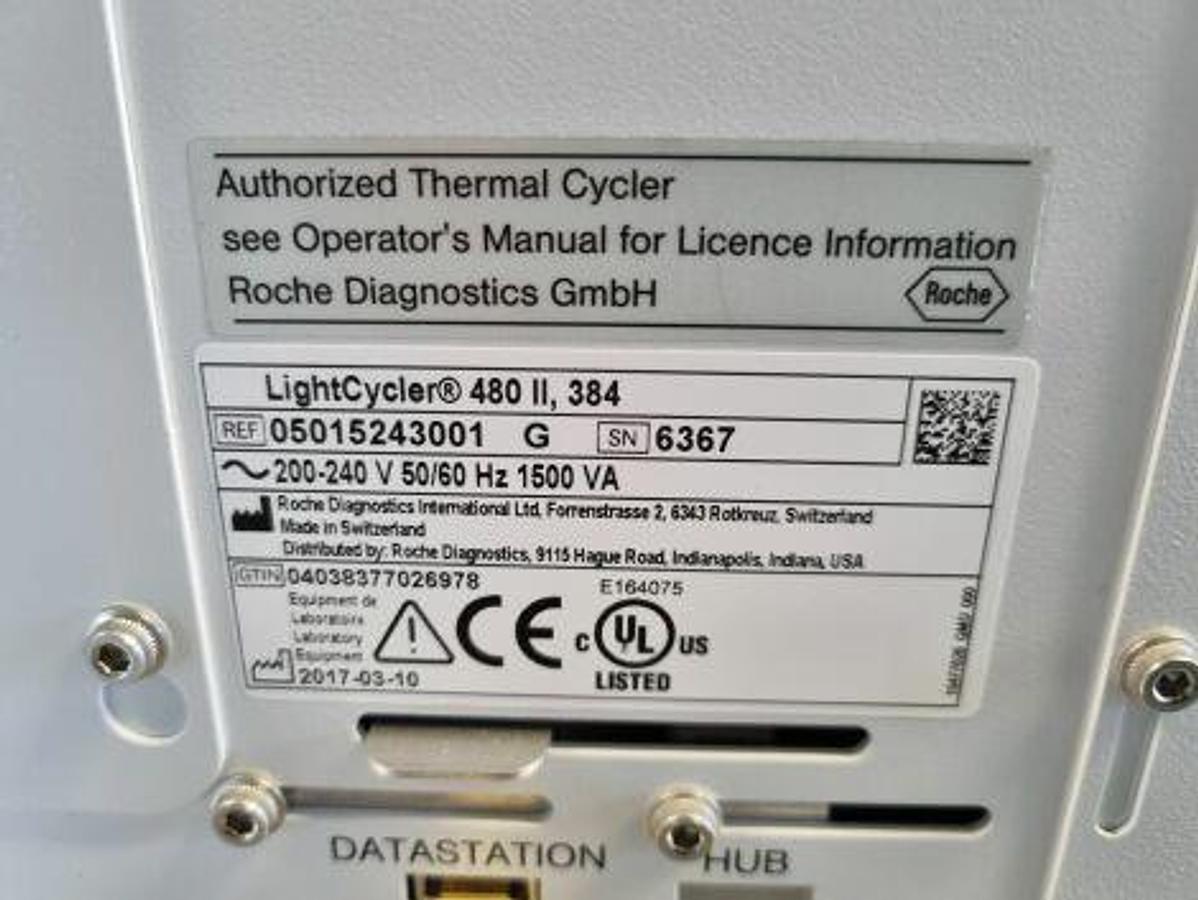 Authorized Thermal Cycler
see Operator's Manual for Licence Information
Roche Diagnostics GmbH
Roche
LightCycler® 480 II, 384
REF 05015243001 G SN 6367
200-240 V 50/60 Hz 1500 VA
Roche Diagnostics International Ltd, Forrenstrasse 2, 6343 Rotkreuz, Switzerland
Made in Switzerland
Distributed by: Roche Diagnostics, 9115 Hague Road, Indianapolis, Indiana, USA
GTIN 04038377026978
E164075
Equipment de
Laboratoire
Laboratory
Equipment
2017-03-10
CE
C UL US
LISTED
DATASTATION
HUB